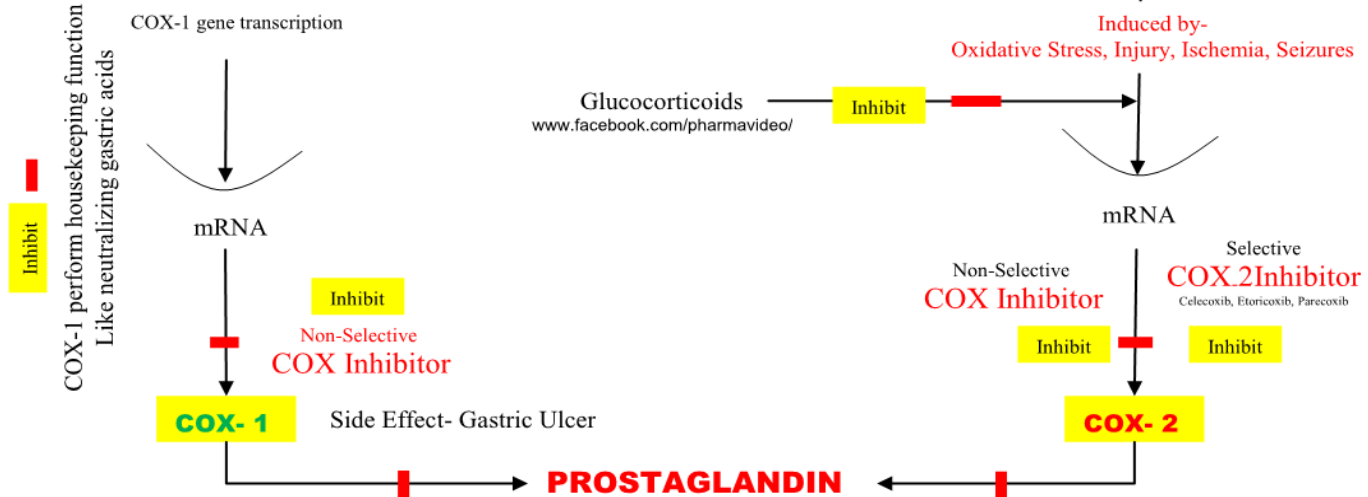 COX-1 gene transcription
COX-1 perform housekeeping function
Like neutralizing gastric acids
Inhibit
mRNA
Inhibit
Non-Selective
COX Inhibitor
COX- 1
Side Effect- Gastric Ulcer
Induced by-
Oxidative Stress, Injury, Ischemia, Seizures
Glucocorticoids
www.facebook.com/pharmavideo/
Inhibit
mRNA
Non-Selective
COX Inhibitor
Inhibit
Selective
COX-2Inhibitor
Celecoxib, Etoricoxib, Parecoxib
Inhibit
COX- 2
PROSTAGLANDIN